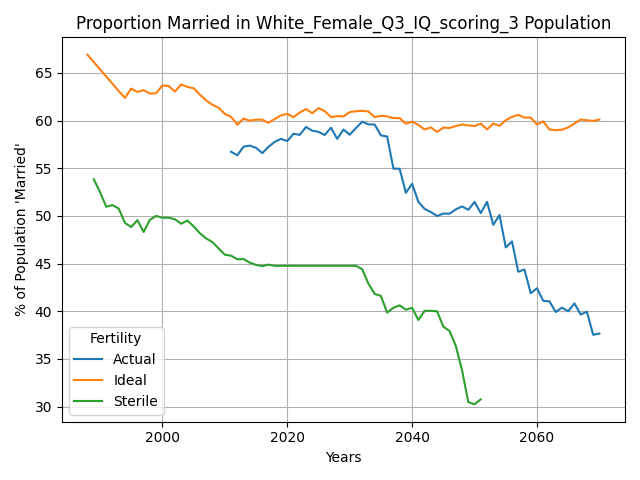 Proportion Married in White_Female_Q3_IQ_scoring_3 Population
% of Population 'Married'
65
60
55
50
45
40
35
30
Fertility
Actual
Ideal
Sterile
2000
2020
2040
2060
Years